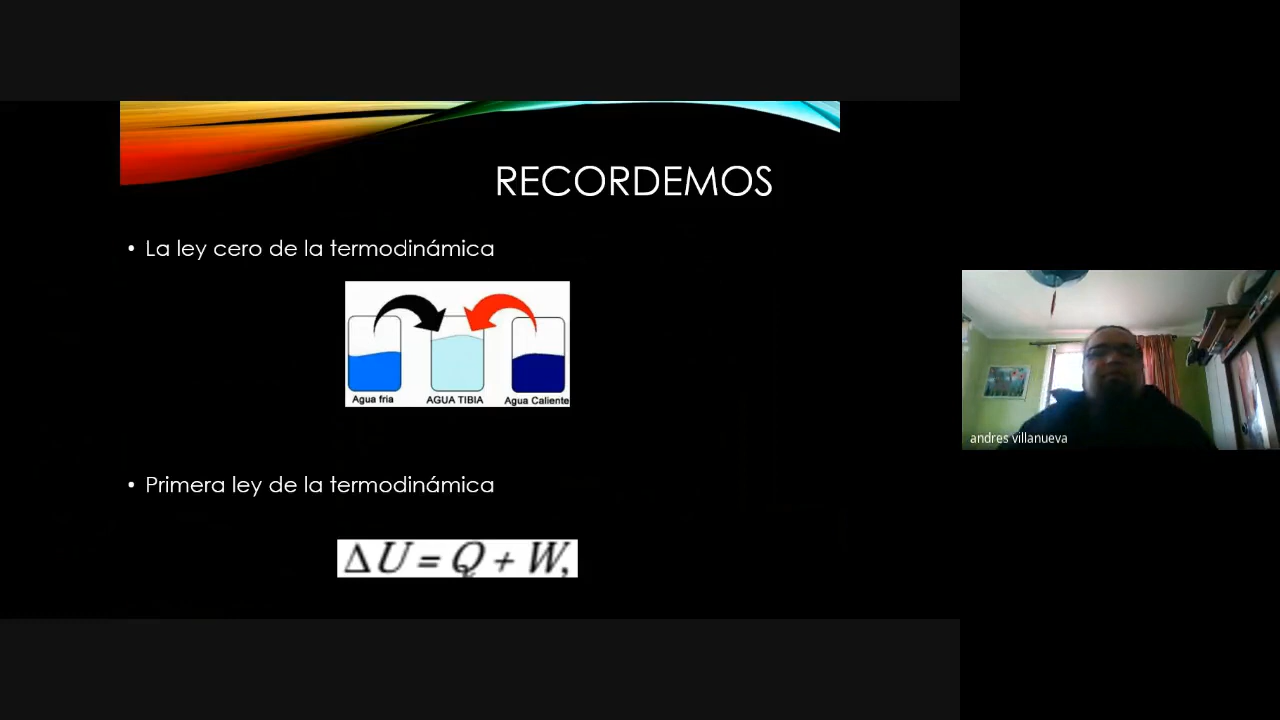 RECORDEMOS
• La ley cero de la termodinámica
Agua fria AGUA TIBIA Agua Caliente
• Primera ley de la termodinámica
ΔU = Q + W,
andres villanueva